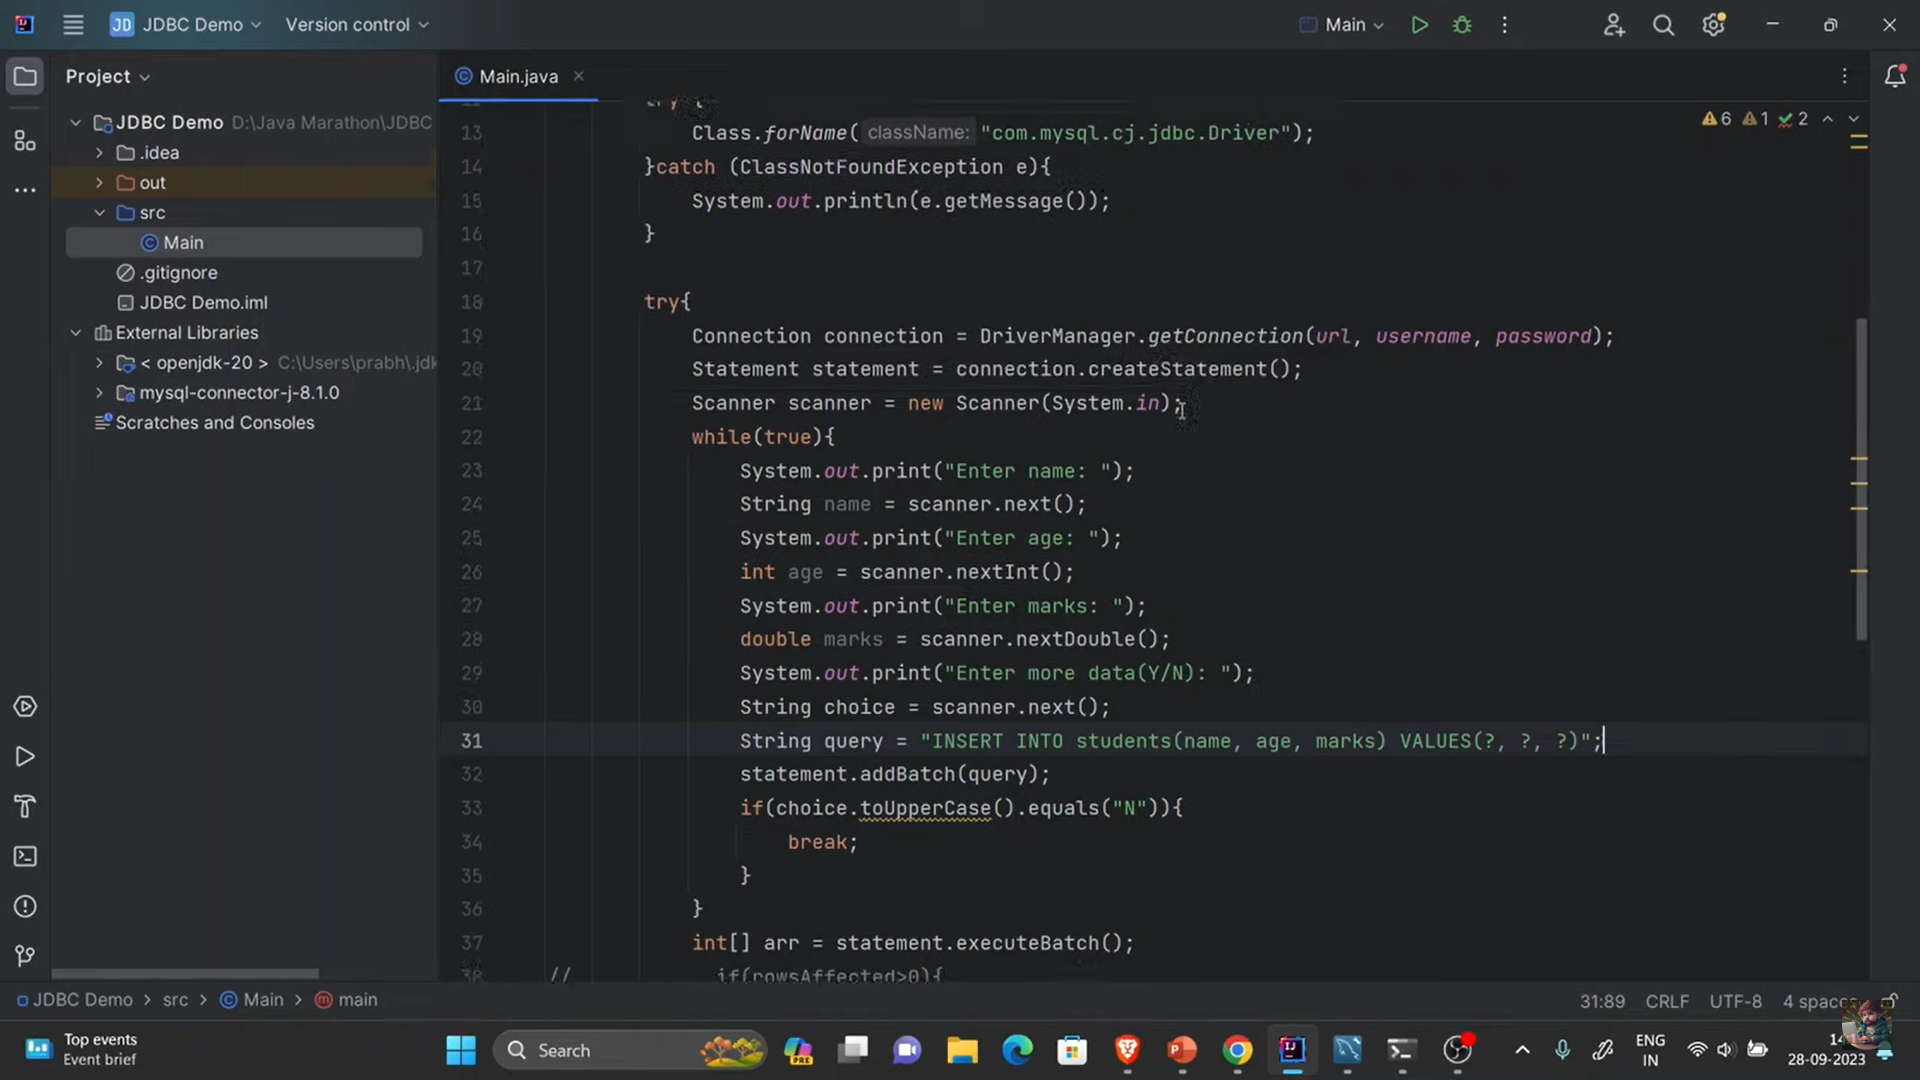 JD JDBC Demo Version control Main
Project
Main.java
JDBC Demo D:\Java Marathon\JDBC
.idea
out
src
Main
.gitignore
JDBC Demo.iml
External Libraries
< openjdk-20 > C:\Users\prabh\.jdk
mysql-connector-j-8.1.0
Scratches and Consoles
6 1 2
13 Class.forName( className: "com.mysql.cj.jdbc.Driver");
14 }catch (ClassNotFoundException e){
15 System.out.println(e.getMessage());
16 }
17
18 try{
19 Connection connection = DriverManager.getConnection(url, username, password);
20 Statement statement = connection.createStatement();
21 Scanner scanner = new Scanner(System.in);
22 while(true){
23 System.out.print("Enter name: ");
24 String name = scanner.next();
25 System.out.print("Enter age: ");
26 int age = scanner.nextInt();
27 System.out.print("Enter marks: ");
28 double marks = scanner.nextDouble();
29 System.out.print("Enter more data(Y/N): ");
30 String choice = scanner.next();
31 String query = "INSERT INTO students(name, age, marks) VALUES(?, ?, ?)";
32 statement.addBatch(query);
33 if(choice.toUpperCase().equals("N")){
34 break;
35 }
36 }
37 int[] arr = statement.executeBatch();
38 // if(rowsAffected>0){
JDBC Demo > src > Main > main 31:89 CRLF UTF-8 4 spaces
Top events
Event brief
Search
PRE
ENG
IN
28-09-2023